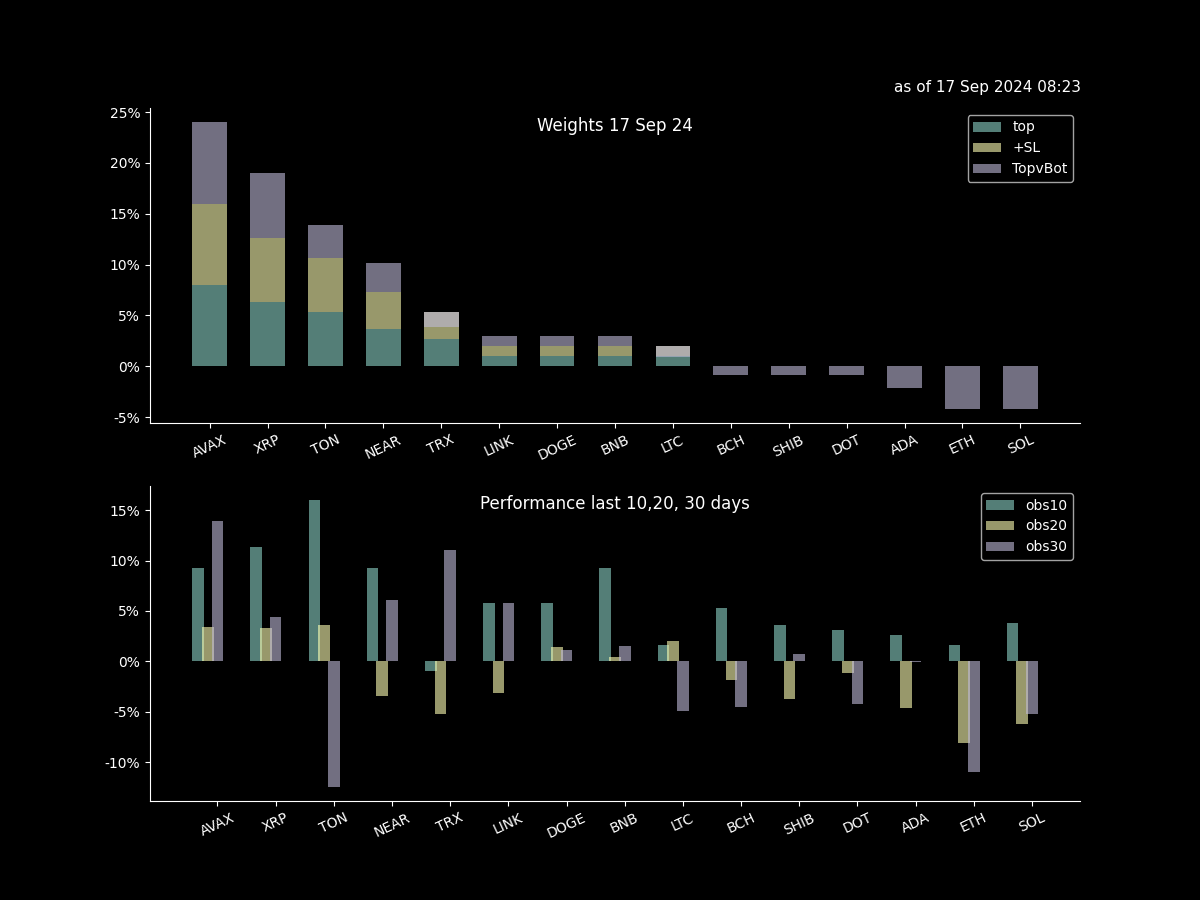 as of 17 Sep 2024 08:23
Weights 17 Sep 24
top
+SL
TopvBot
25%
20%
15%
10%
5%
0%
-5%
AVAX XRP TON NEAR TRX LINK DOGE BNB LTC BCH SHIB DOT ADA ETH SOL
Performance last 10,20, 30 days
obs10
obs20
obs30
15%
10%
5%
0%
-5%
-10%
AVAX XRP TON NEAR TRX LINK DOGE BNB LTC BCH SHIB DOT ADA ETH SOL